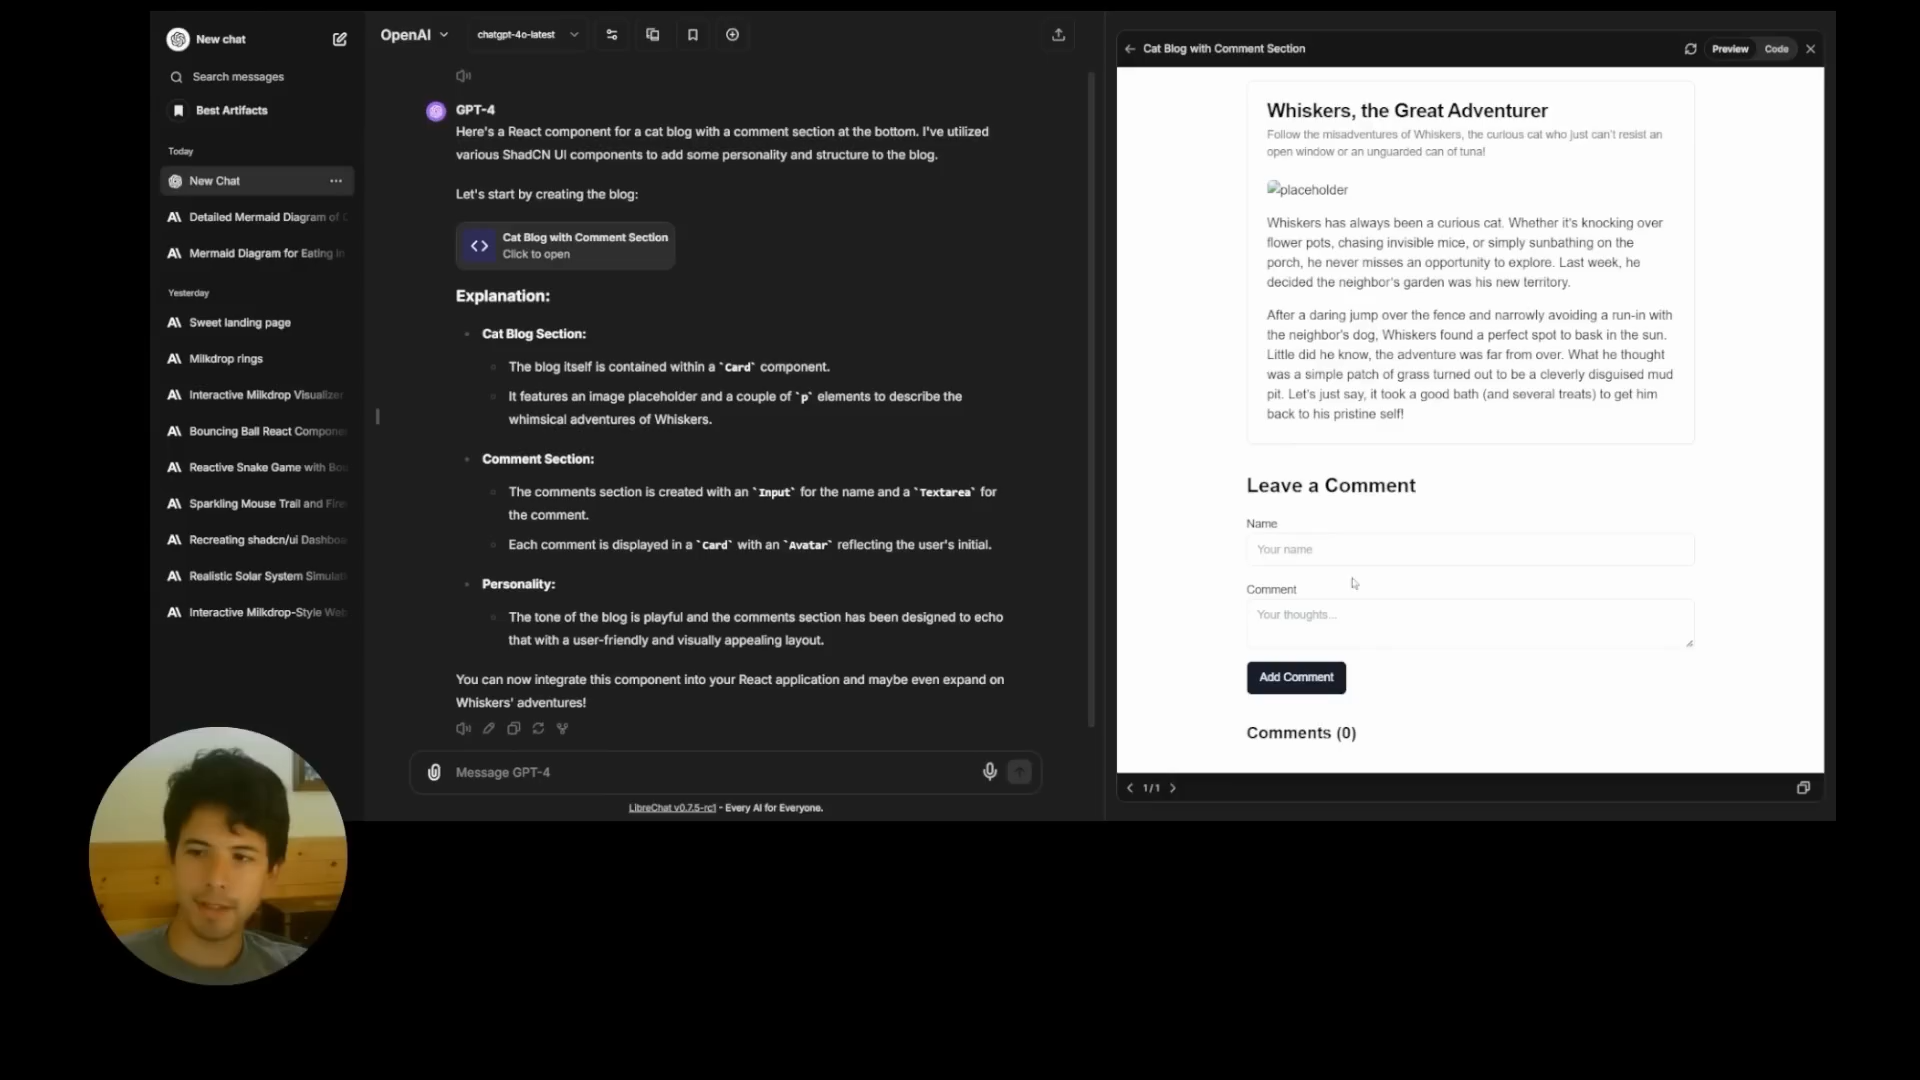 New chat
Search messages
Best Artifacts
Today
New Chat
Detailed Mermaid Diagram of
Mermaid Diagram for Eating
Yesterday
Sweet landing page
Milkdrop rings
Interactive Milkdrop Visualizer
Bouncing Ball React Compone
Reactive Snake Game with Bou
Sparkling Mouse Trail and Fire
Recreating shadcn/ui Dashboa
Realistic Solar System Simulati
Interactive Milkdrop-Style Web
OpenAI
chatgpt-4o-latest
GPT-4
Here's a React component for a cat blog with a comment section at the bottom. I've utilized
various ShadCN UI components to add some personality and structure to the blog.
Let's start by creating the blog:
Cat Blog with Comment Section
Click to open
Explanation:
Cat Blog Section:
The blog itself is contained within a `Card` component.
It features an image placeholder and a couple of `p` elements to describe the
whimsical adventures of Whiskers.
Comment Section:
The comments section is created with an `Input` for the name and a `Textarea` for
the comment.
Each comment is displayed in a `Card` with an `Avatar` reflecting the user's initial.
Personality:
The tone of the blog is playful and the comments section has been designed to echo
that with a user-friendly and visually appealing layout.
You can now integrate this component into your React application and maybe even expand on
Whiskers' adventures!
Message GPT-4
LibreChat v0.7.5-rc1 - Every AI for Everyone.
Cat Blog with Comment Section
Preview
Code
Whiskers, the Great Adventurer
Follow the misadventures of Whiskers, the curious cat who just can't resist an
open window or an unguarded can of tuna!
placeholder
Whiskers has always been a curious cat. Whether it's knocking over
flower pots, chasing invisible mice, or simply sunbathing on the
porch, he never misses an opportunity to explore. Last week, he
decided the neighbor's garden was his new territory.
After a daring jump over the fence and narrowly avoiding a run-in with
the neighbor's dog, Whiskers found a perfect spot to bask in the sun.
Little did he know, the adventure was far from over. What he thought
was a simple patch of grass turned out to be a cleverly disguised mud
pit. Let's just say, it took a good bath (and several treats) to get him
back to his pristine self!
Leave a Comment
Name
Your name
Comment
Your thoughts...
Add Comment
Comments (0)
1/1